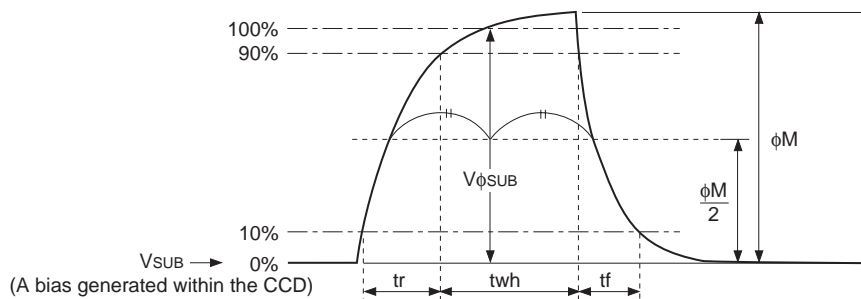 100%
90%
VφSUB
φM
φM
2
10%
VSUB
0%
(A bias generated within the CCD)
tr
twh
tf